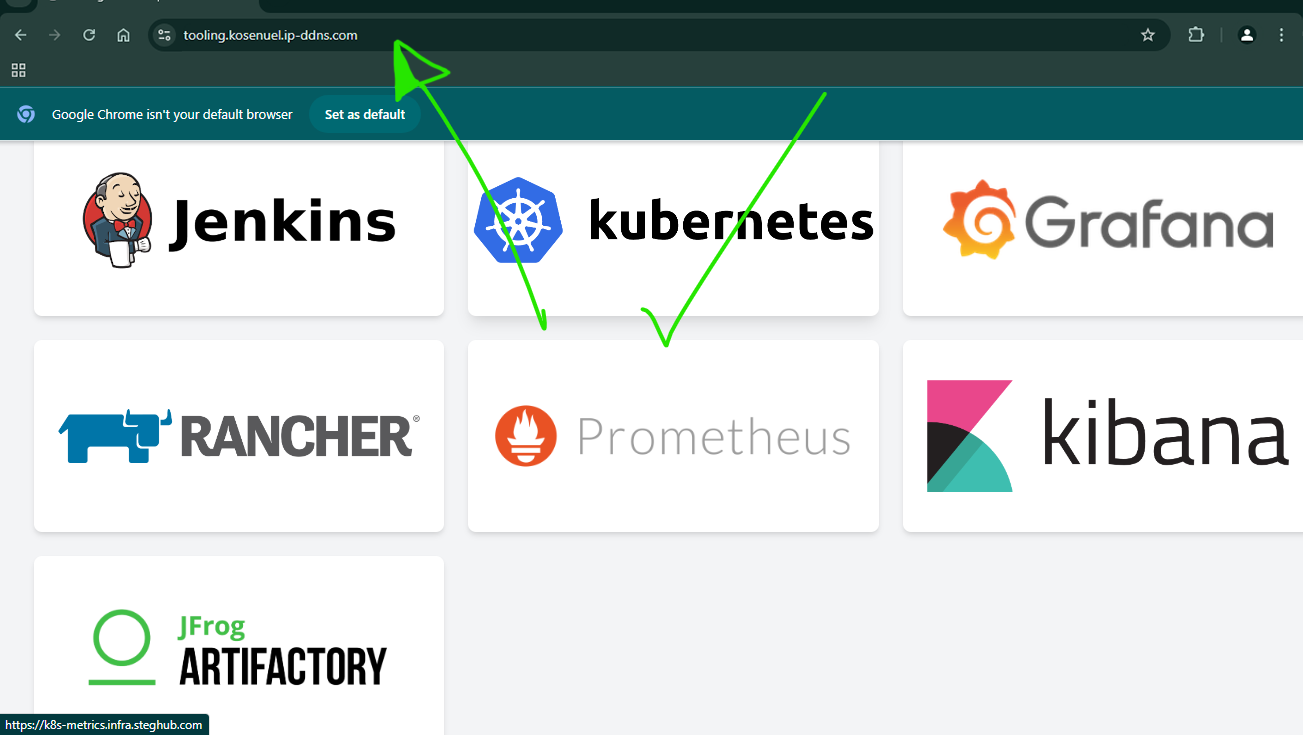 tooling.kosenuel.ip-ddns.com
Google Chrome isn't your default browser
Set as default
Jenkins
kubernetes
Grafana
RANCHER®
Prometheus
kibana
JFrog
ARTIFACTORY
https://k8s-metrics.infra.steghub.com